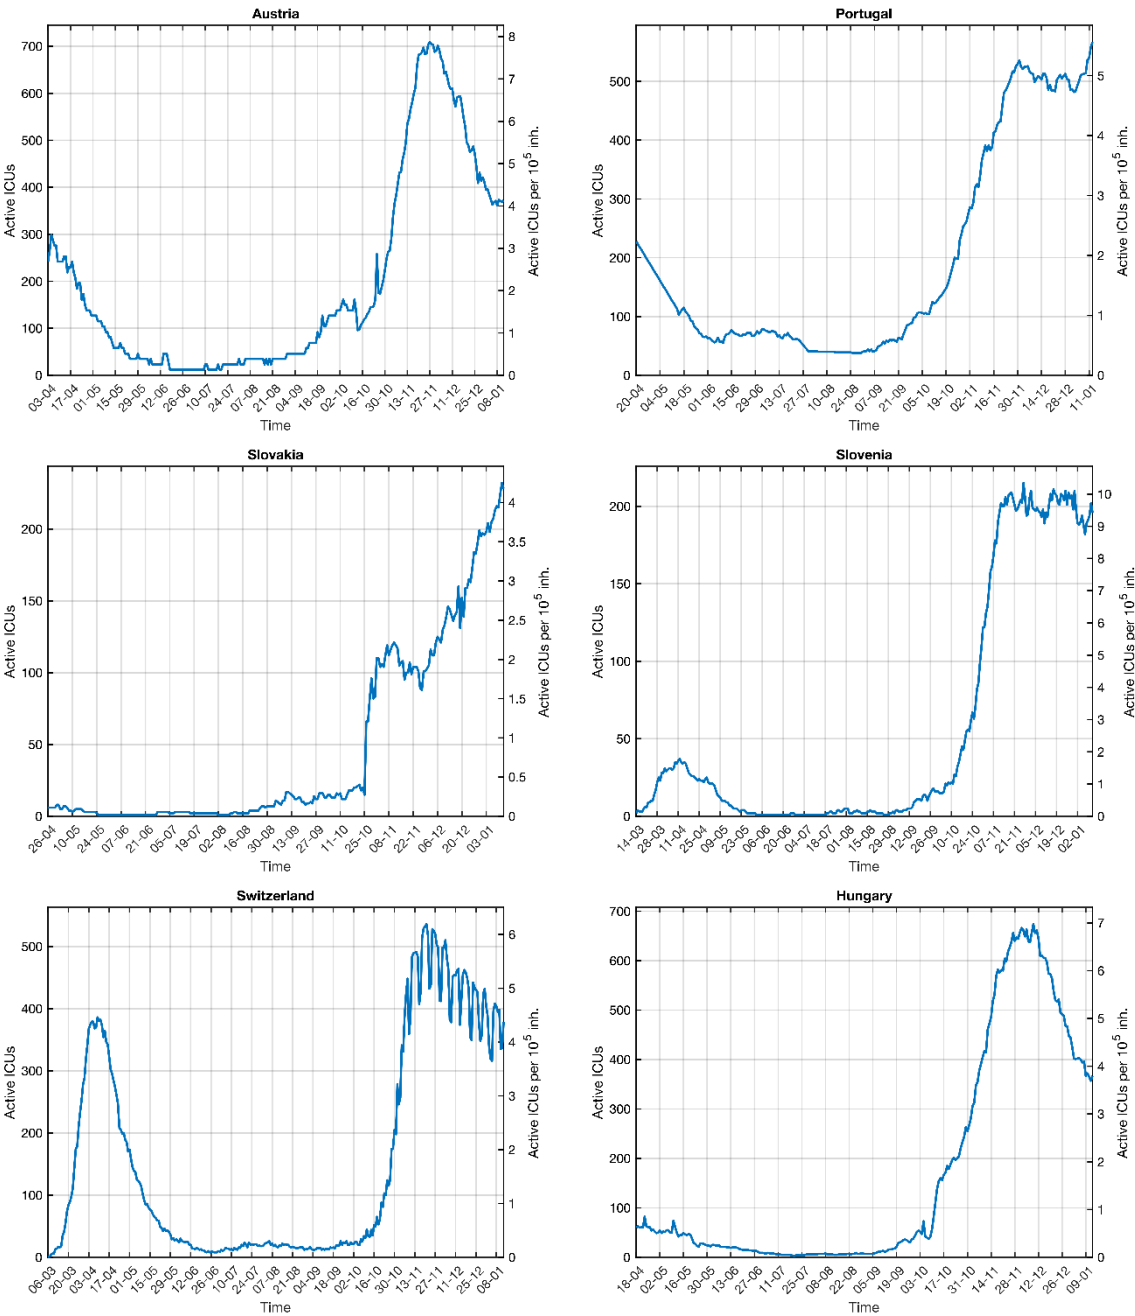 Austria
Active ICUs
700
600
500
400
300
200
100
0
8
7
6
5
4
3
2
1
0
Active ICUs per 10^5 inh.
03-04 17-04 01-05 15-05 29-05 12-06 26-06 10-07 24-07 07-08 21-08 04-09 18-09 02-10 16-10 30-10 13-11 27-11 11-12 25-12 08-01
Time
Portugal
Active ICUs
500
400
300
200
100
0
5
4
3
2
1
0
Active ICUs per 10^5 inh.
20-04 04-05 18-05 01-06 15-06 29-06 13-07 27-07 10-08 24-08 07-09 21-09 05-10 19-10 02-11 16-11 30-11 14-12 28-12 11-01
Time
Slovakia
Active ICUs
200
150
100
50
0
4
3.5
3
2.5
2
1.5
1
0.5
0
Active ICUs per 10^5 inh.
26-04 10-05 24-05 07-06 21-06 05-07 19-07 02-08 16-08 30-08 13-09 27-09 11-10 25-10 08-11 22-11 06-12 20-12 03-01
Time
Slovenia
Active ICUs
200
150
100
50
0
10
9
8
7
6
5
4
3
2
1
0
Active ICUs per 10^5 inh.
14-03 28-03 11-04 25-04 09-05 23-05 06-06 20-06 04-07 18-07 01-08 15-08 29-08 12-09 26-09 10-10 24-10 07-11 21-11 05-12 19-12 02-01
Time
Switzerland
Active ICUs
500
400
300
200
100
0
6
5
4
3
2
1
0
Active ICUs per 10^5 inh.
06-03 20-03 03-04 17-04 01-05 15-05 29-05 12-06 26-06 10-07 24-07 07-08 21-08 04-09 18-09 02-10 16-10 30-10 13-11 27-11 11-12 25-12 08-01
Time
Hungary
Active ICUs
700
600
500
400
300
200
100
0
7
6
5
4
3
2
1
0
Active ICUs per 10^5 inh.
18-04 02-05 16-05 30-05 13-06 27-06 11-07 25-07 08-08 22-08 05-09 19-09 03-10 17-10 31-10 14-11 28-11 12-12 26-12 09-01
Time